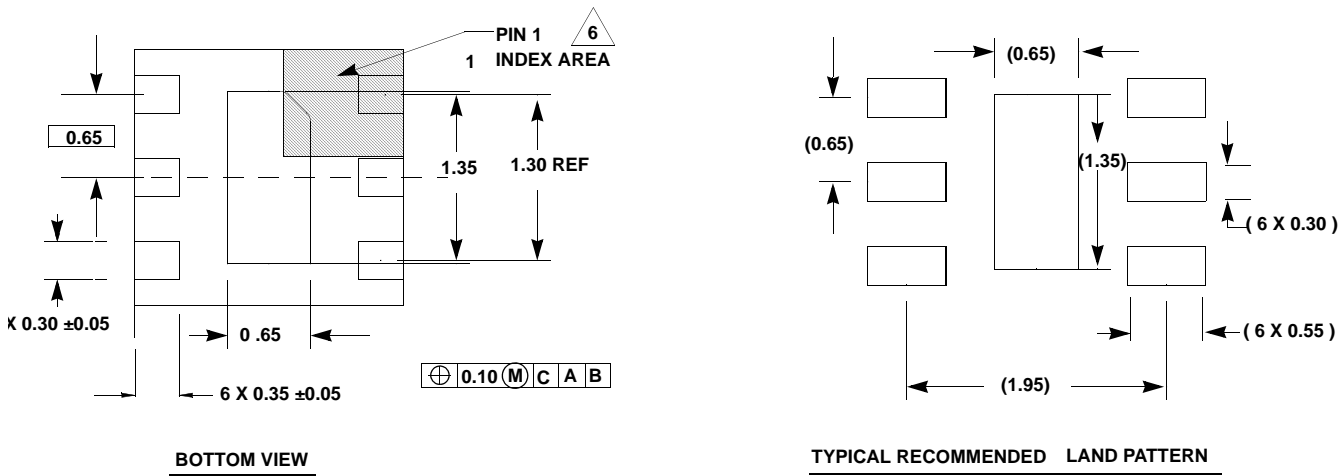 PIN 1
6
1 INDEX AREA
0.65
1.35
1.30 REF
X 0.30 ±0.05
0 .65
6 X 0.35 ±0.05
0.10 M C A B
BOTTOM VIEW
(0.65)
(0.65)
(1.35)
( 6 X 0.30 )
( 6 X 0.55 )
(1.95)
TYPICAL RECOMMENDED LAND PATTERN